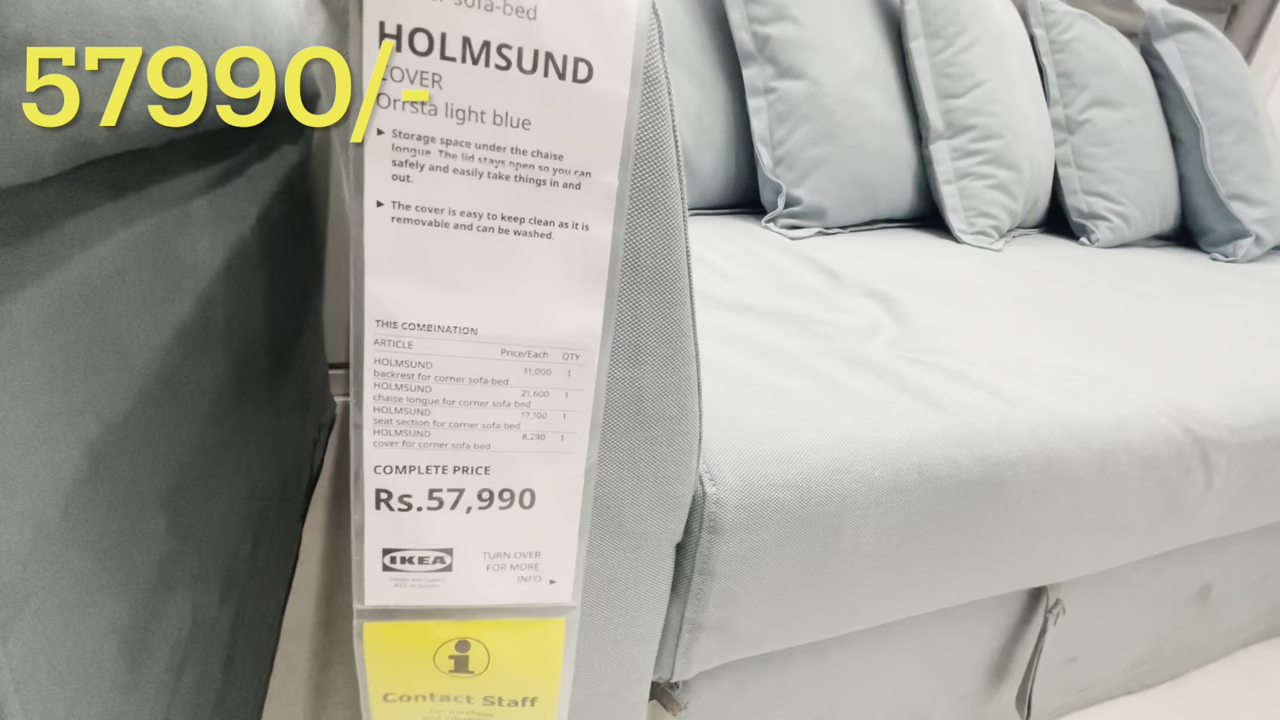 57990/-
sofa-bed
HOLMSUND
COVER
Orrsta light blue
▶ Storage space under the chaise
longue. The lid stays open so you can
safely and easily take things in and
out.
▶ The cover is easy to keep clean as it is
removable and can be washed.
THIS COMBINATION
ARTICLE Price/Each QTY
HOLMSUND 11,000 1
backrest for corner sofa-bed
HOLMSUND 21,600 1
chaise longue for corner sofa-bed
HOLMSUND 17,100 1
seat section for corner sofa-bed
HOLMSUND 8,290 1
cover for corner sofa-bed
COMPLETE PRICE
Rs.57,990
IKEA
TURN OVER
FOR MORE
INFO ▶
i
Contact Staff